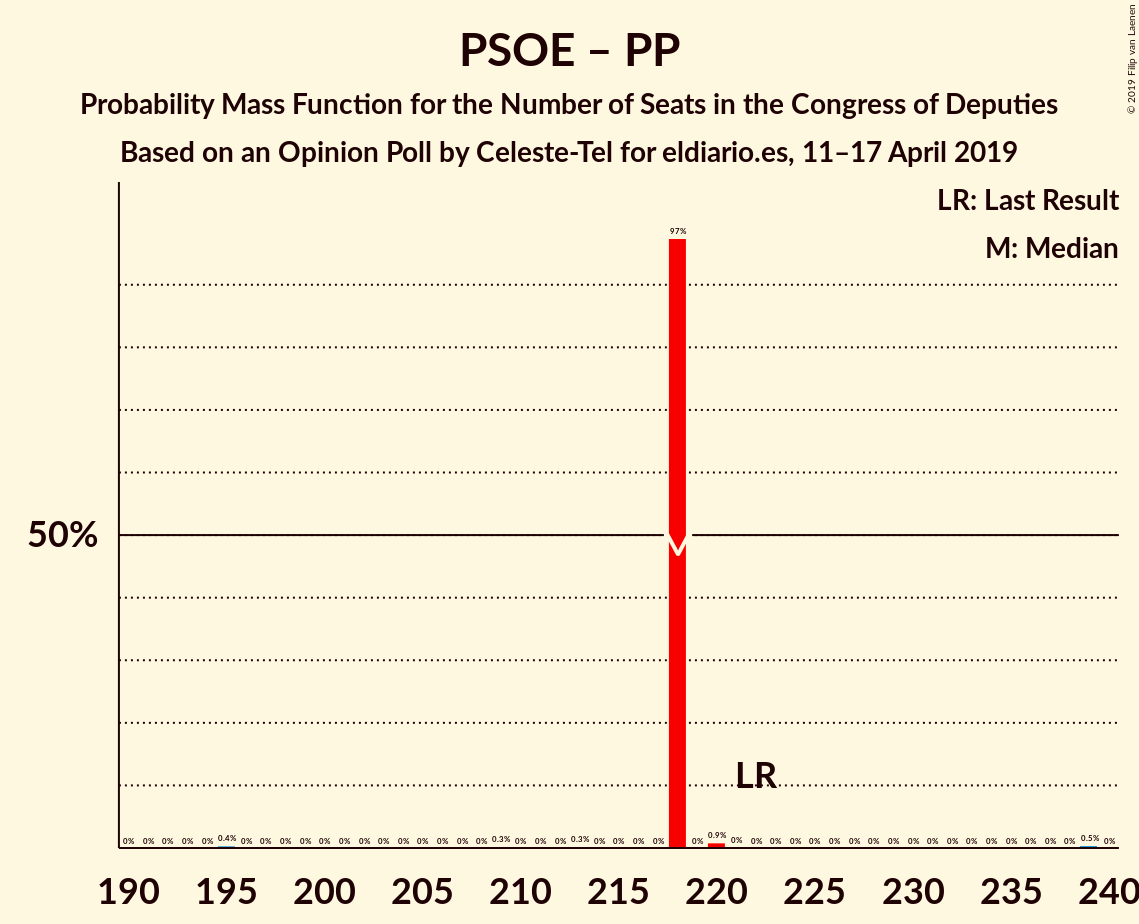 PSOE – PP
Probability Mass Function for the Number of Seats in the Congress of Deputies
Based on an Opinion Poll by Celeste-Tel for eldiario.es, 11–17 April 2019
© 2019 Filip van Laenen
LR: Last Result
M: Median
97%
50%
LR
0% 0% 0% 0% 0% 0.4% 0% 0% 0% 0% 0% 0% 0% 0% 0% 0% 0% 0% 0% 0.3% 0% 0% 0% 0.3% 0% 0% 0% 0% 0% 0.9% 0% 0% 0% 0% 0% 0% 0% 0% 0% 0% 0% 0% 0% 0% 0% 0% 0% 0% 0.5% 0%
190 195 200 205 210 215 220 225 230 235 240